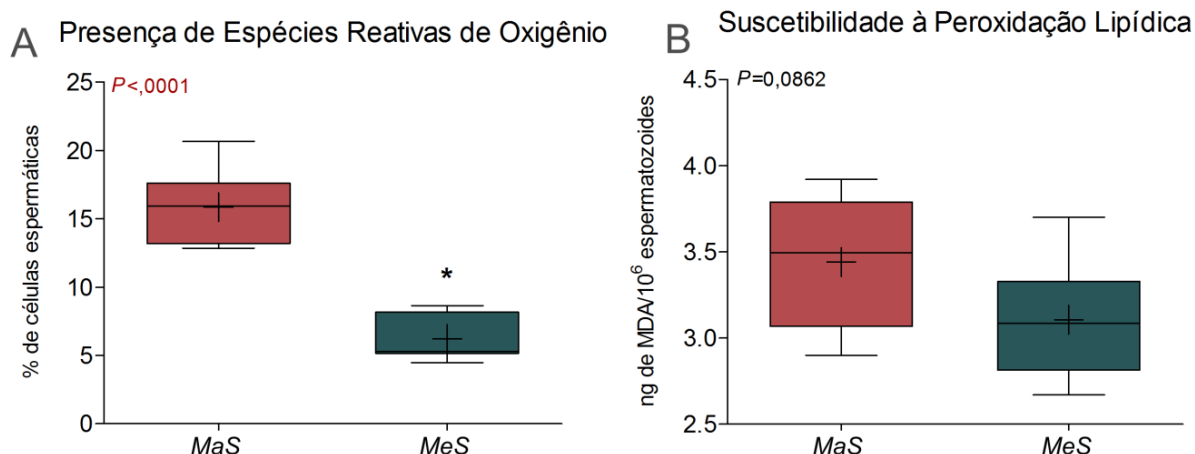 A Presença de Espécies Reativas de Oxigênio
P<,0001
% de células espermáticas
25
20
15
10
5
0
*
MaS MeS
B Suscetibilidade à Peroxidação Lipídica
P=0,0862
ng de MDA/10⁶ espermatozoides
4.5
4.0
3.5
3.0
2.5
MaS MeS